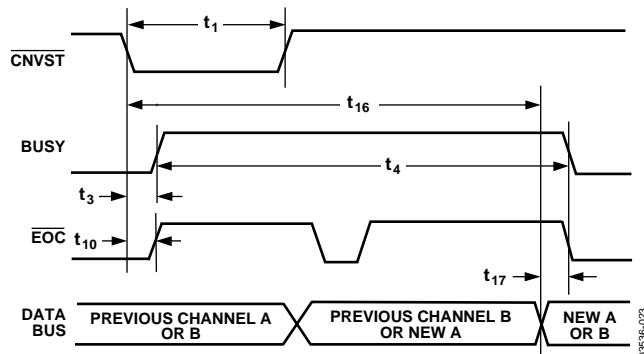 t1
CNVST
t16
BUSY
t4
t3
EOC
t10
t17
DATA
BUS
PREVIOUS CHANNEL A
OR B
PREVIOUS CHANNEL B
OR NEW A
NEW A
OR B
03536-023